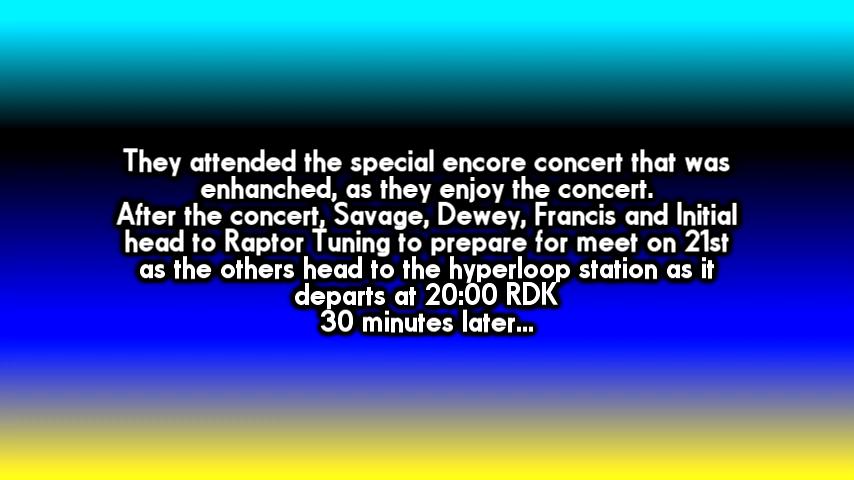 They attended the special encore concert that was
enhanched, as they enjoy the concert.
After the concert, Savage, Dewey, Francis and Initial
head to Raptor Tuning to prepare for meet on 21st
as the others head to the hyperloop station as it
departs at 20:00 RDK
30 minutes later...